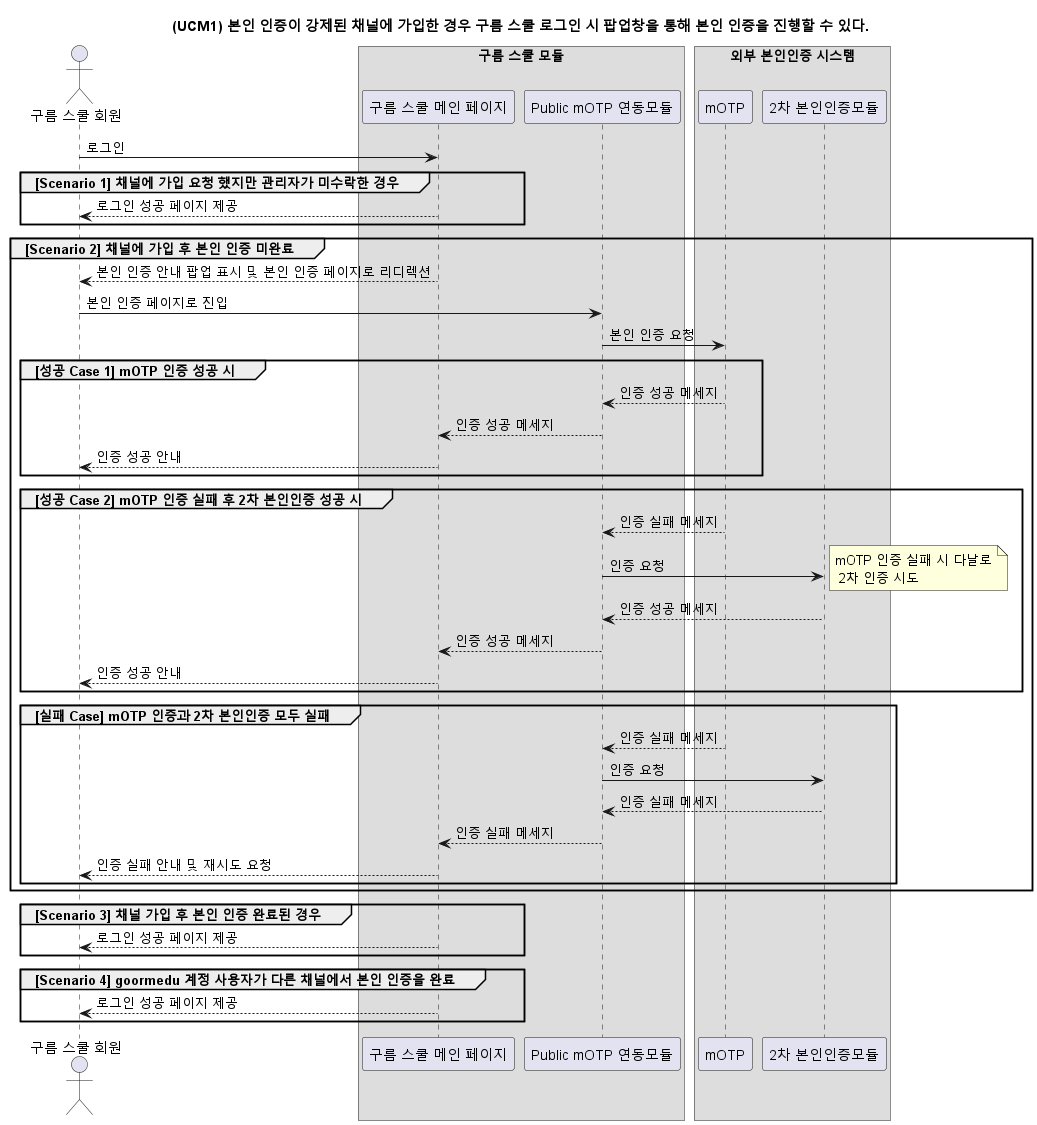 (UCM1) 본인 인증이 강제된 채널에 가입한 경우 구름 스쿨 로그인 시 팝업창을 통해 본인 인증을 진행할 수 있다.
구름 스쿨 모듈
외부 본인인증 시스템
구름 스쿨 회원
구름 스쿨 메인 페이지
Public mOTP 연동모듈
mOTP
2차 본인인증모듈
로그인
[Scenario 1] 채널에 가입 요청 했지만 관리자가 미수락한 경우
로그인 성공 페이지 제공
[Scenario 2] 채널에 가입 후 본인 인증 미완료
본인 인증 안내 팝업 표시 및 본인 인증 페이지로 리디렉션
본인 인증 페이지로 진입
본인 인증 요청
[성공 Case 1] mOTP 인증 성공 시
인증 성공 메세지
인증 성공 메세지
인증 성공 안내
[성공 Case 2] mOTP 인증 실패 후 2차 본인인증 성공 시
인증 실패 메세지
mOTP 인증 실패 시 다날로
2차 인증 시도
인증 요청
인증 성공 메세지
인증 성공 메세지
인증 성공 안내
[실패 Case] mOTP 인증과 2차 본인인증 모두 실패
인증 실패 메세지
인증 요청
인증 실패 메세지
인증 실패 메세지
인증 실패 안내 및 재시도 요청
[Scenario 3] 채널 가입 후 본인 인증 완료된 경우
로그인 성공 페이지 제공
[Scenario 4] goormedu 계정 사용자가 다른 채널에서 본인 인증을 완료
로그인 성공 페이지 제공
구름 스쿨 회원
구름 스쿨 메인 페이지
Public mOTP 연동모듈
mOTP
2차 본인인증모듈